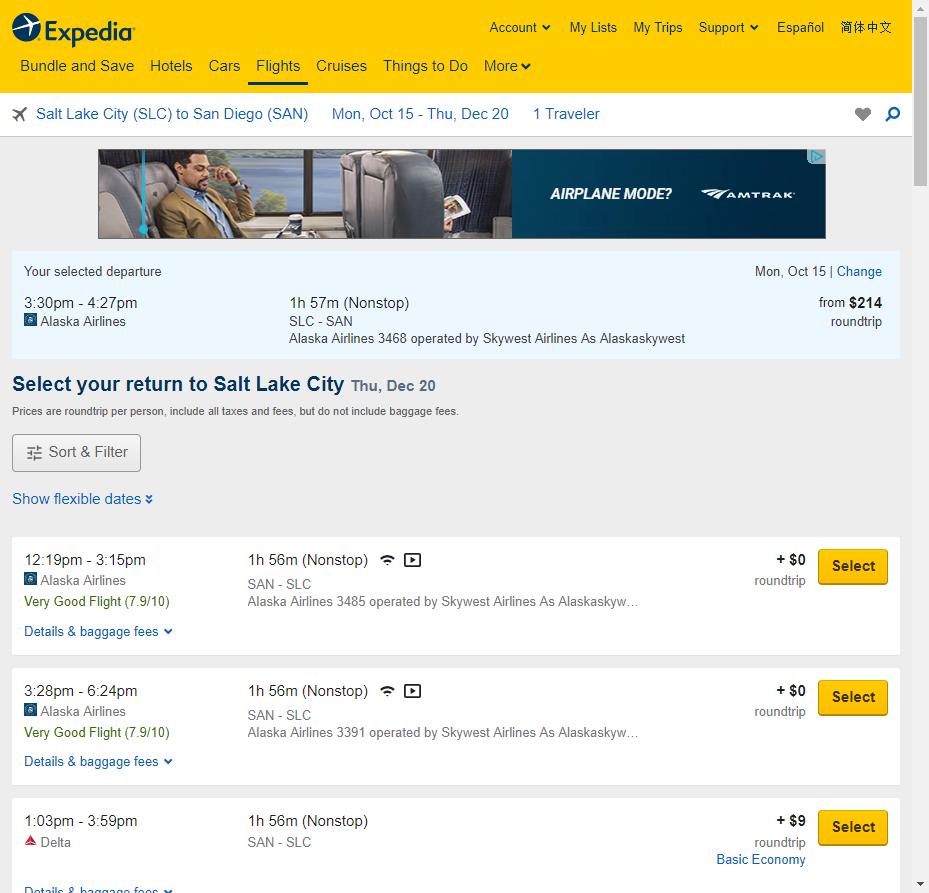 Expedia
Account
My Lists
My Trips
Support
Español
简体中文
Bundle and Save
Hotels
Cars
Flights
Cruises
Things to Do
More
Salt Lake City (SLC) to San Diego (SAN)
Mon, Oct 15 - Thu, Dec 20
1 Traveler
AIRPLANE MODE?
AMTRAK
Your selected departure
Mon, Oct 15 | Change
3:30pm - 4:27pm
1h 57m (Nonstop)
from $214
Alaska Airlines
SLC - SAN
roundtrip
Alaska Airlines 3468 operated by Skywest Airlines As Alaskaskywest
Select your return to Salt Lake City Thu, Dec 20
Prices are roundtrip per person, include all taxes and fees, but do not include baggage fees.
Sort & Filter
Show flexible dates
12:19pm - 3:15pm
1h 56m (Nonstop)
+ $0
Select
Alaska Airlines
SAN - SLC
roundtrip
Very Good Flight (7.9/10)
Alaska Airlines 3485 operated by Skywest Airlines As Alaskaskyw…
Details & baggage fees
3:28pm - 6:24pm
1h 56m (Nonstop)
+ $0
Select
Alaska Airlines
SAN - SLC
roundtrip
Very Good Flight (7.9/10)
Alaska Airlines 3391 operated by Skywest Airlines As Alaskaskyw…
Details & baggage fees
1:03pm - 3:59pm
1h 56m (Nonstop)
+ $9
Select
Delta
SAN - SLC
roundtrip
Basic Economy
Details & baggage fees